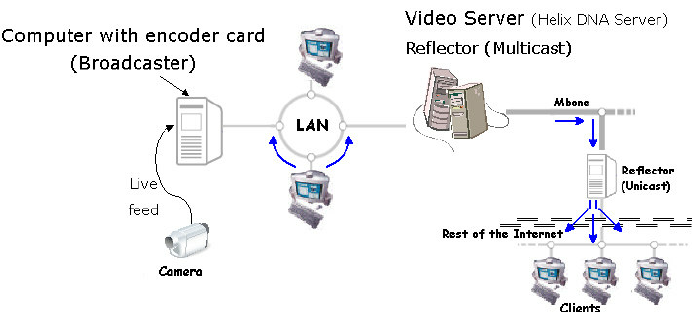 Video Server (Helix DNA Server)
Reflector (Multicast)
Computer with encoder card
(Broadcaster)
LAN
Mbone
Reflector
(Unicast)
Live
feed
Rest of the Internet
Camera
Clients